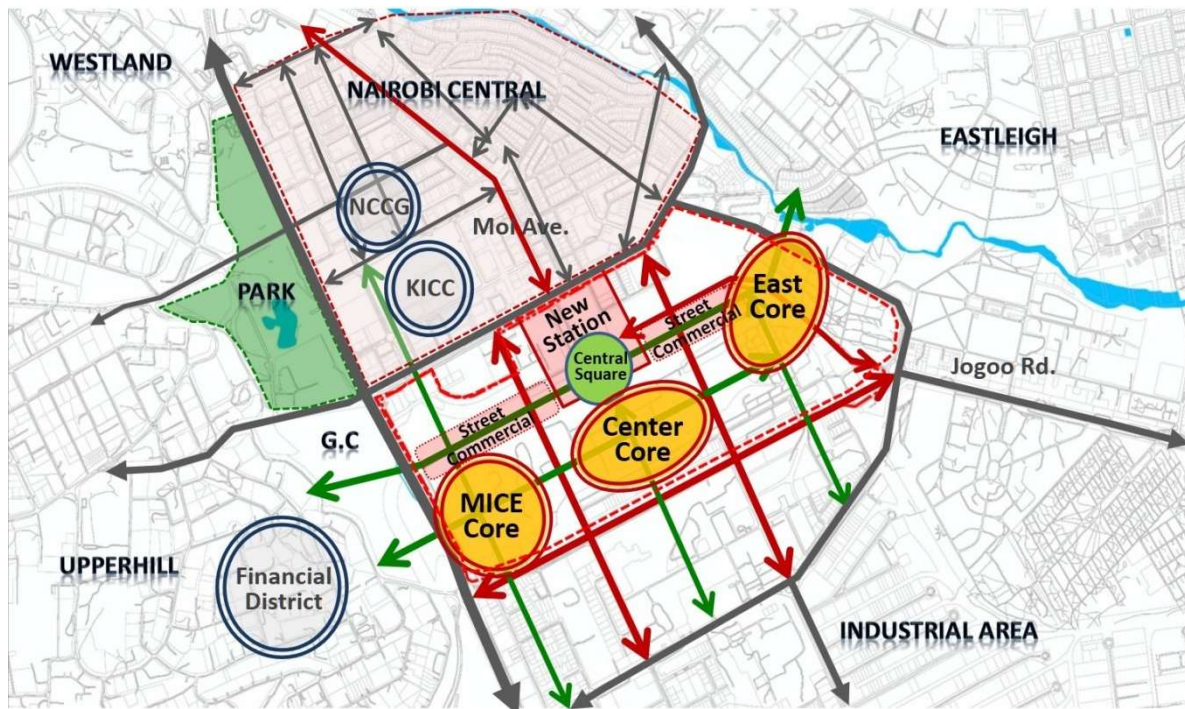 WESTLAND
NAIROBI CENTRAL
EASTLEIGH
NCCG
Moi Ave.
KICC
PARK
New
Station
East
Core
Street
Commercial
Central
Square
Jogoo Rd.
Street
Commercial
G.C
Center
Core
MICE
Core
UPPERHILL
Financial
District
INDUSTRIAL AREA